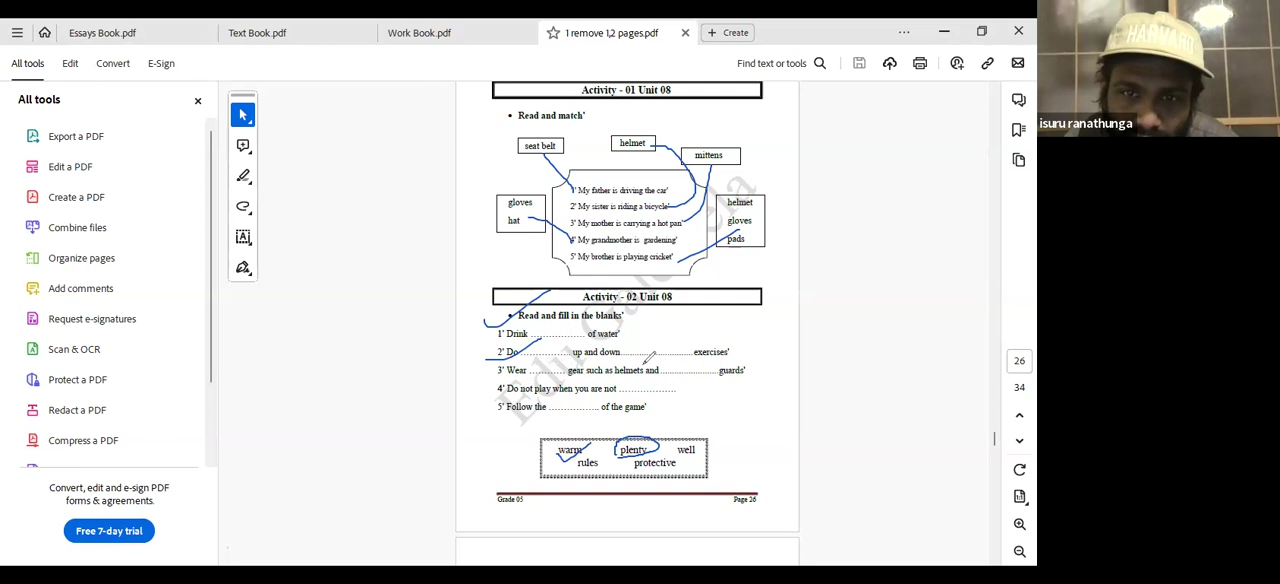 Essays Book.pdf
Text Book.pdf
Work Book.pdf
1 remove 1,2 pages.pdf
Create
All tools
Edit
Convert
E-Sign
Find text or tools
All tools
Export a PDF
Edit a PDF
Create a PDF
Combine files
Organize pages
Add comments
Request e-signatures
Scan & OCR
Protect a PDF
Redact a PDF
Compress a PDF
Convert, edit and e-sign PDF
forms & agreements.
Free 7-day trial
Activity - 01 Unit 08
• Read and match'
seat belt
helmet
mittens
gloves
hat
1' My father is driving the car'
2' My sister is riding a bicycle'
3' My mother is carrying a hot pan'
4' My grandmother is gardening'
5' My brother is playing cricket'
helmet
gloves
pads
Activity - 02 Unit 08
• Read and fill in the blanks'
1' Drink .................... of water'
2' Do .................... up and down.......................... exercises'
3' Wear .............. gear such as helmets and ....................... guards'
4' Do not play when you are not ......................
5' Follow the .................. of the game'
warm plenty well
rules protective
Grade 05
Page 26
26
34
HARVARD
isuru ranathunga